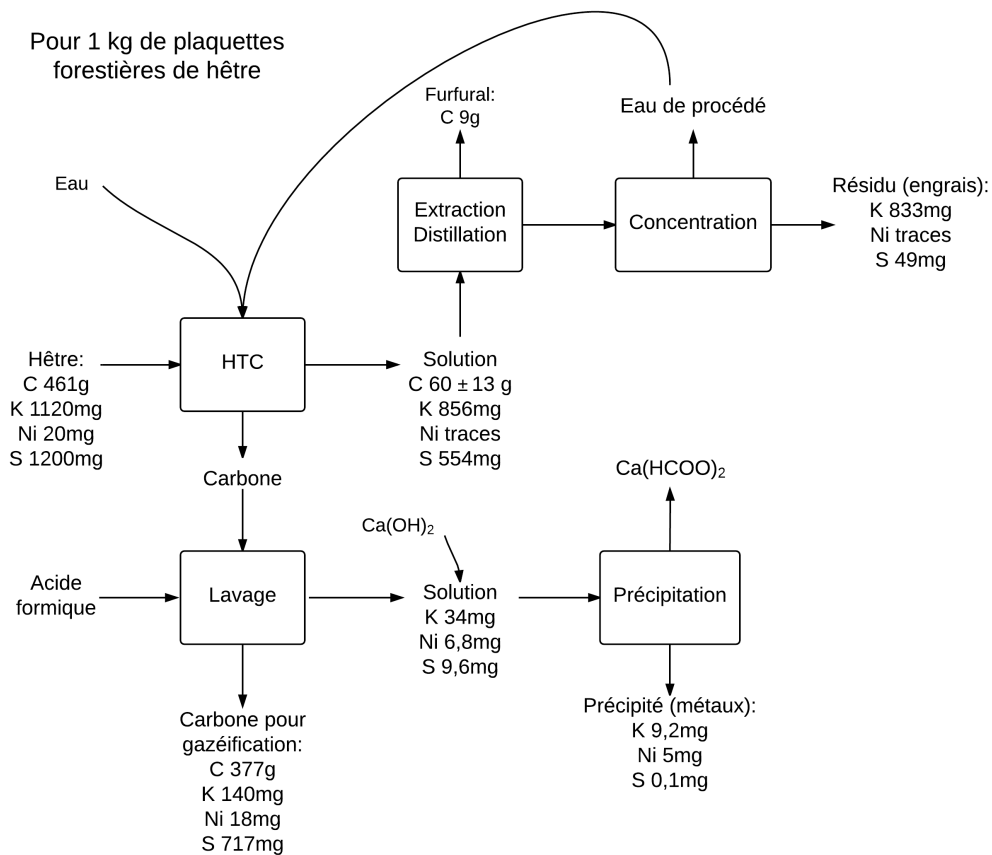 Pour 1 kg de plaquettes
forestières de hêtre
Furfural:
C 9g
Eau de procédé
Eau
Extraction
Distillation
Concentration
Résidu (engrais):
K 833mg
Ni traces
S 49mg
Hêtre:
C 461g
K 1120mg
Ni 20mg
S 1200mg
HTC
Solution
C 60 ± 13 g
K 856mg
Ni traces
S 554mg
Carbone
Ca(HCOO)₂
Ca(OH)₂
Acide
formique
Lavage
Solution
K 34mg
Ni 6,8mg
S 9,6mg
Précipitation
Carbone pour
gazéification:
C 377g
K 140mg
Ni 18mg
S 717mg
Précipité (métaux):
K 9,2mg
Ni 5mg
S 0,1mg